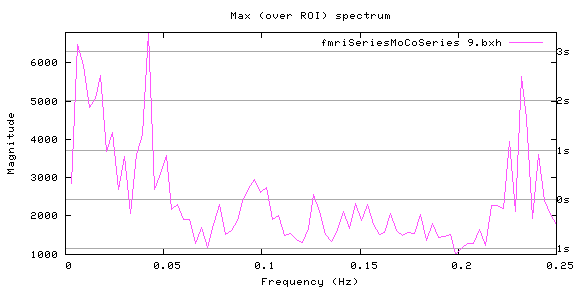 Max (over ROI) spectrum
fmriSeriesMoCoSeries 9.bxh
Magnitude
6000
5000
4000
3000
2000
1000
3s
2s
1s
0s
1s
0 0.05 0.1 0.15 0.2 0.25
Frequency (Hz)